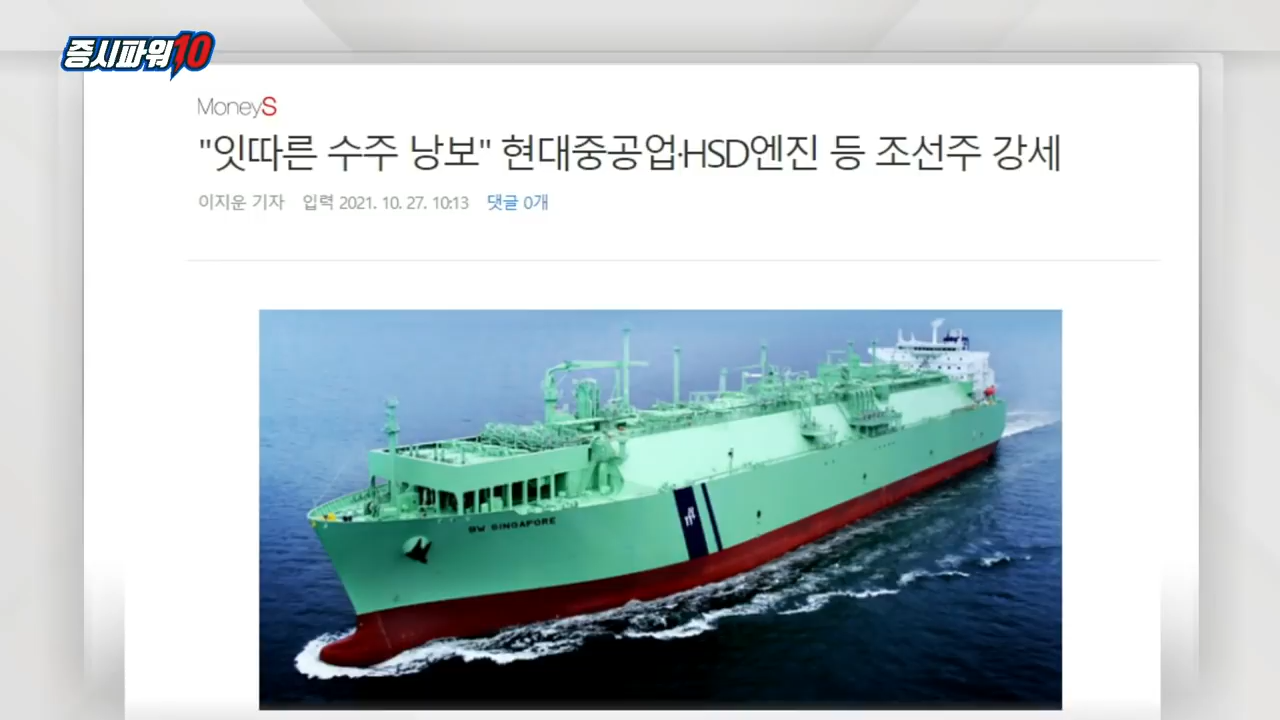 증시파워10
MoneyS
"잇따른 수주 낭보" 현대중공업·HSD엔진 등 조선주 강세
이지운 기자 입력 2021. 10. 27. 10:13 댓글 0개
BW SINGAPORE